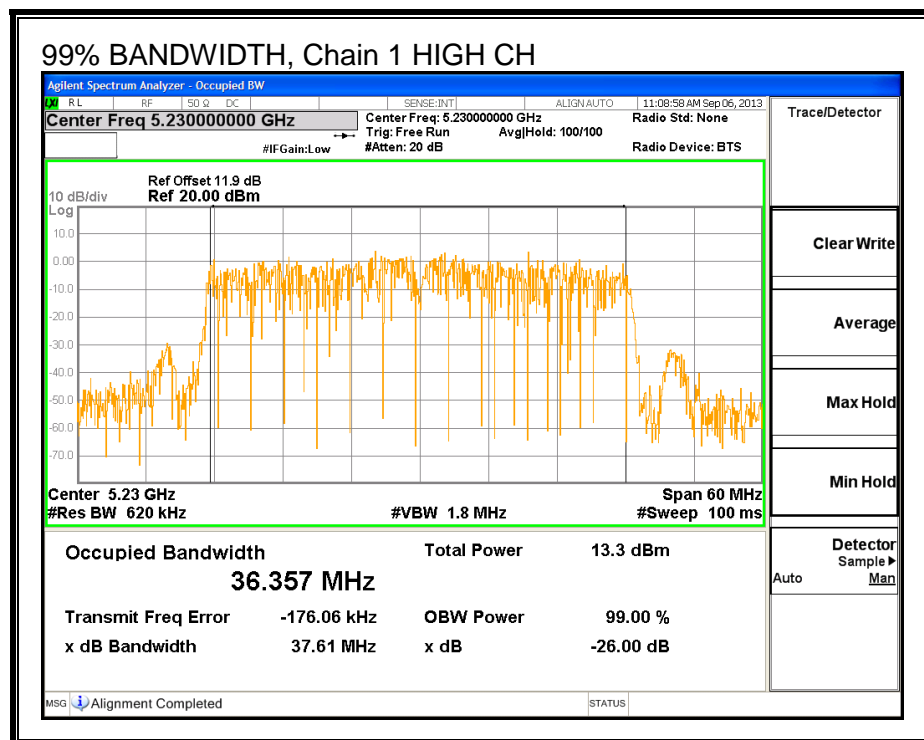 99% BANDWIDTH, Chain 1 HIGH CH
Agilent Spectrum Analyzer - Occupied BW
LXI RL RF 50 Ω DC SENSE:INT ALIGN AUTO 11:08:58 AM Sep 06, 2013
Center Freq 5.230000000 GHz
Center Freq: 5.230000000 GHz
Radio Std: None
Trig: Free Run Avg|Hold: 100/100
#IFGain:Low #Atten: 20 dB Radio Device: BTS
Ref Offset 11.9 dB
10 dB/div Ref 20.00 dBm
Log
10.0
0.00
-10.0
-20.0
-30.0
-40.0
-50.0
-60.0
-70.0
Center 5.23 GHz Span 60 MHz
#Res BW 620 kHz #VBW 1.8 MHz #Sweep 100 ms
Occupied Bandwidth Total Power 13.3 dBm
36.357 MHz
Transmit Freq Error -176.06 kHz OBW Power 99.00 %
x dB Bandwidth 37.61 MHz x dB -26.00 dB
MSG Alignment Completed STATUS
Trace/Detector
Clear Write
Average
Max Hold
Min Hold
Detector
Sample▶
Auto Man